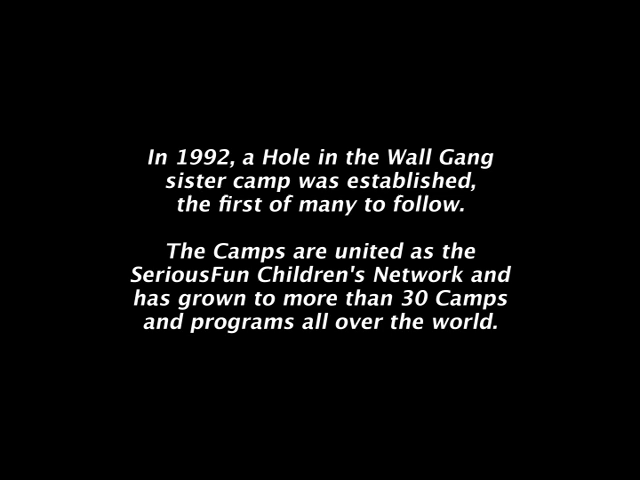 In 1992, a Hole in the Wall Gang
sister camp was established,
the first of many to follow.
The Camps are united as the
SeriousFun Children's Network and
has grown to more than 30 Camps
and programs all over the world.